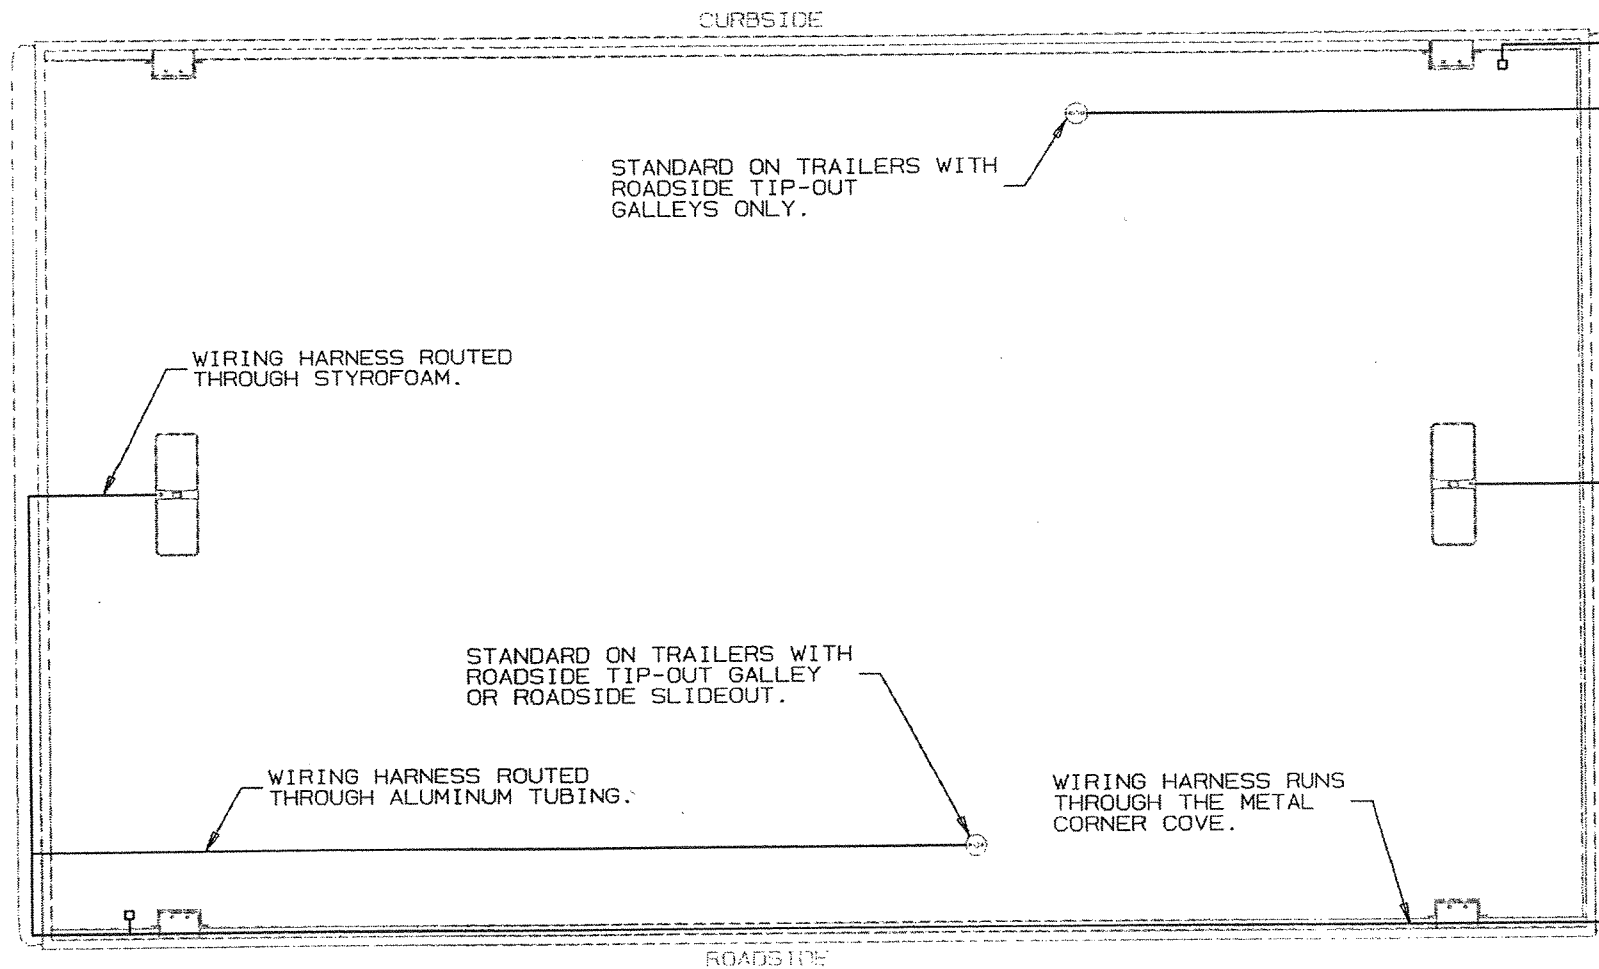 CURBSIDE
STANDARD ON TRAILERS WITH
ROADSIDE TIP-OUT
GALLEYS ONLY.
WIRING HARNESS ROUTED
THROUGH STYROFOAM.
STANDARD ON TRAILERS WITH
ROADSIDE TIP-OUT GALLEY
OR ROADSIDE SLIDEOUT.
WIRING HARNESS ROUTED
THROUGH ALUMINUM TUBING.
WIRING HARNESS RUNS
THROUGH THE METAL
CORNER COVE.
ROADSIDE